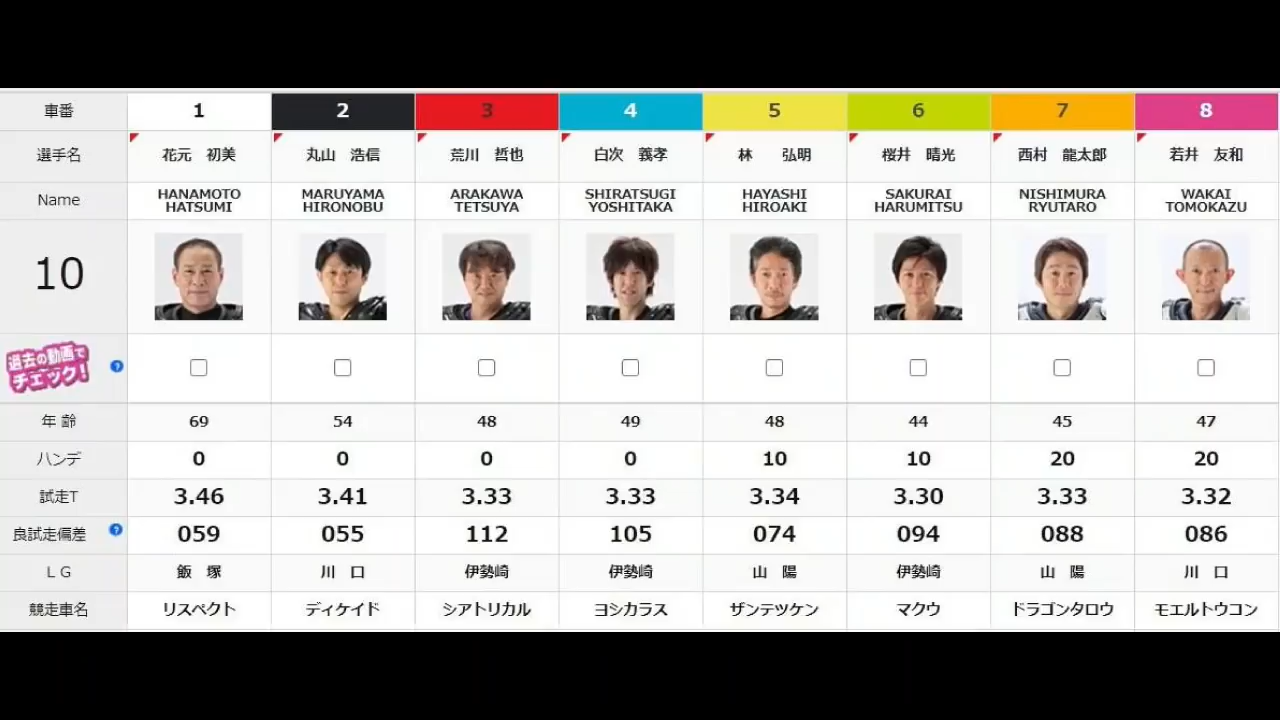 車番 1 2 3 4 5 6 7 8
選手名 花元 初美 丸山 浩信 荒川 哲也 白次 義孝 林 弘明 桜井 晴光 西村 龍太郎 若井 友和
Name HANAMOTO HATSUMI MARUYAMA HIRONOBU ARAKAWA TETSUYA SHIRATSUGI YOSHITAKA HAYASHI HIROAKI SAKURAI HARUMITSU NISHIMURA RYUTARO WAKAI TOMOKAZU
10
過去の動画で
チェック! ?
年齢 69 54 48 49 48 44 45 47
ハンデ 0 0 0 0 10 10 20 20
試走T 3.46 3.41 3.33 3.33 3.34 3.30 3.33 3.32
良試走偏差 ? 059 055 112 105 074 094 088 086
LG 飯塚 川口 伊勢崎 伊勢崎 山陽 伊勢崎 山陽 川口
競走車名 リスペクト ディケイド シアトリカル ヨシカラス ザンテツケン マクウ ドラゴンタロウ モエルトウコン